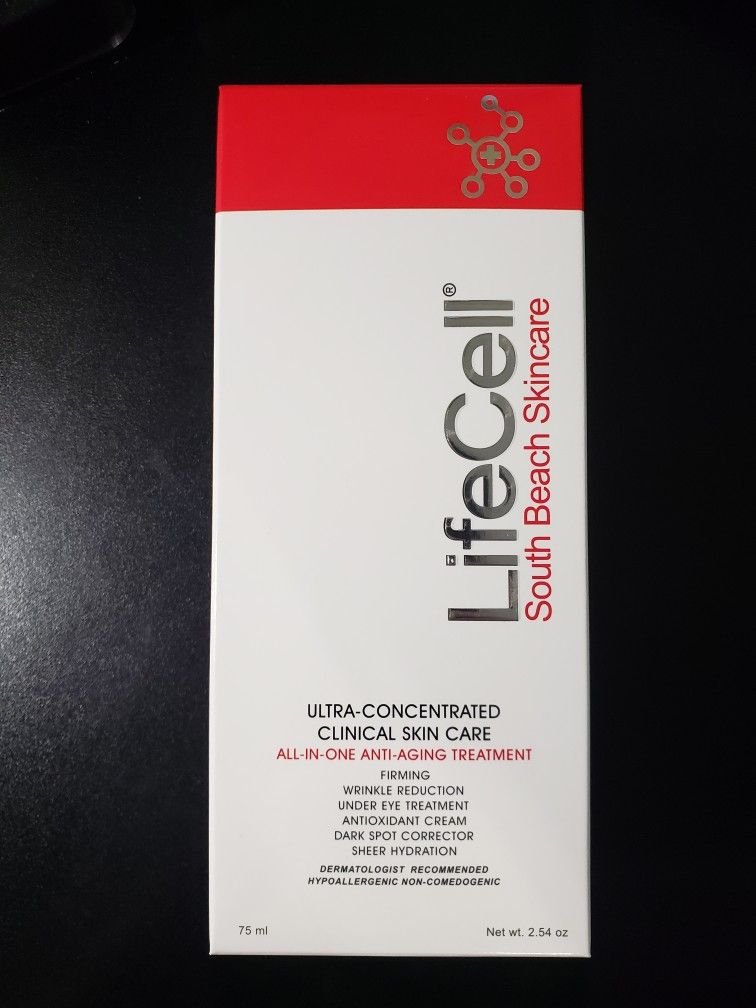 LifeCell®
South Beach Skincare
ULTRA-CONCENTRATED
CLINICAL SKIN CARE
ALL-IN-ONE ANTI-AGING TREATMENT
FIRMING
WRINKLE REDUCTION
UNDER EYE TREATMENT
ANTIOXIDANT CREAM
DARK SPOT CORRECTOR
SHEER HYDRATION
DERMATOLOGIST RECOMMENDED
HYPOALLERGENIC NON-COMEDOGENIC
75 ml
Net wt. 2.54 oz